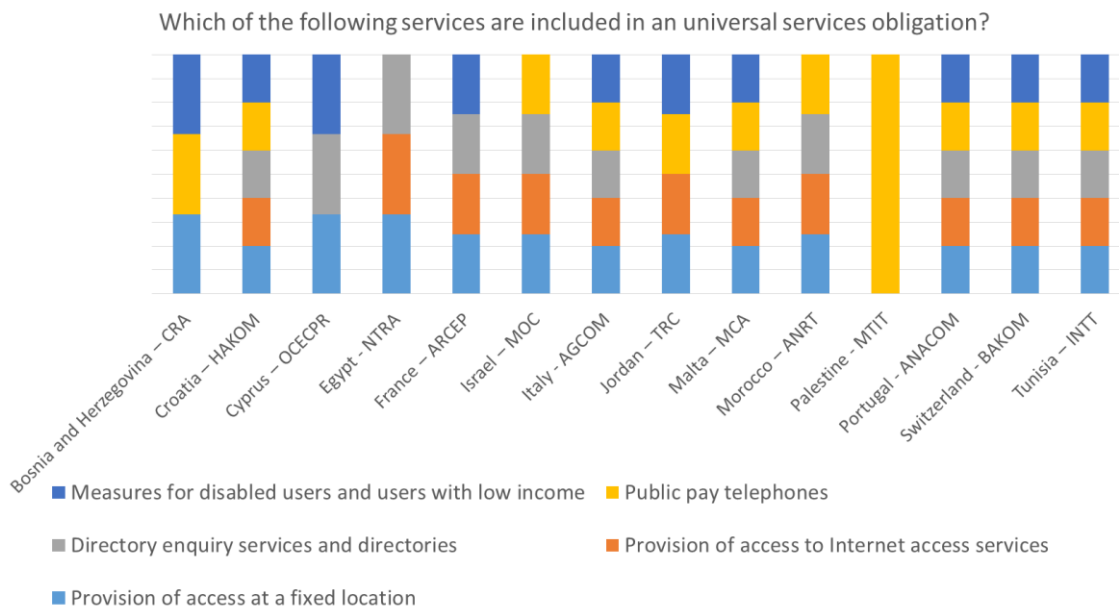 Which of the following services are included in an universal services obligation?
Bosnia and Herzegovina – CRA
Croatia – HAKOM
Cyprus – OCECPR
Egypt - NTRA
France – ARCEP
Israel – MOC
Italy - AGCOM
Jordan – TRC
Malta – MCA
Morocco – ANRT
Palestine - MTIT
Portugal - ANACOM
Switzerland - BAKOM
Tunisia – INTT
Measures for disabled users and users with low income
Public pay telephones
Directory enquiry services and directories
Provision of access to Internet access services
Provision of access at a fixed location